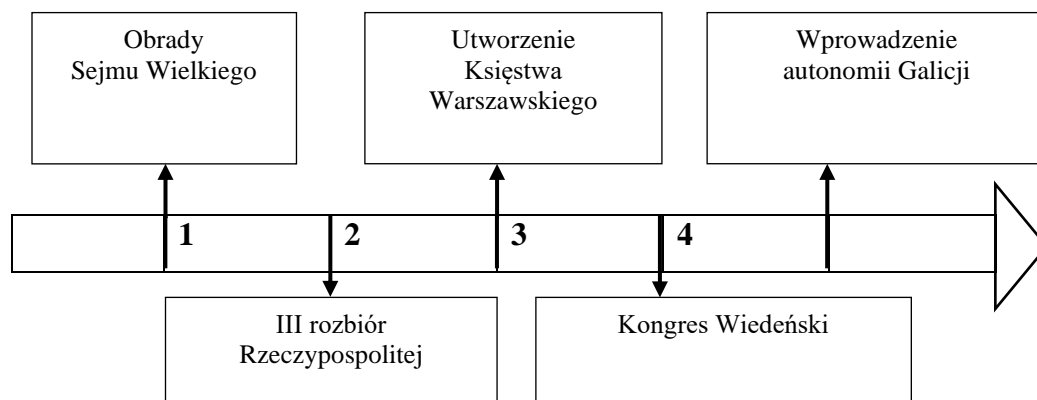 Obrady
Sejmu Wielkiego
Utworzenie
Księstwa
Warszawskiego
Wprowadzenie
autonomii Galicji
1
2
3
4
III rozbiór
Rzeczypospolitej
Kongres Wiedeński